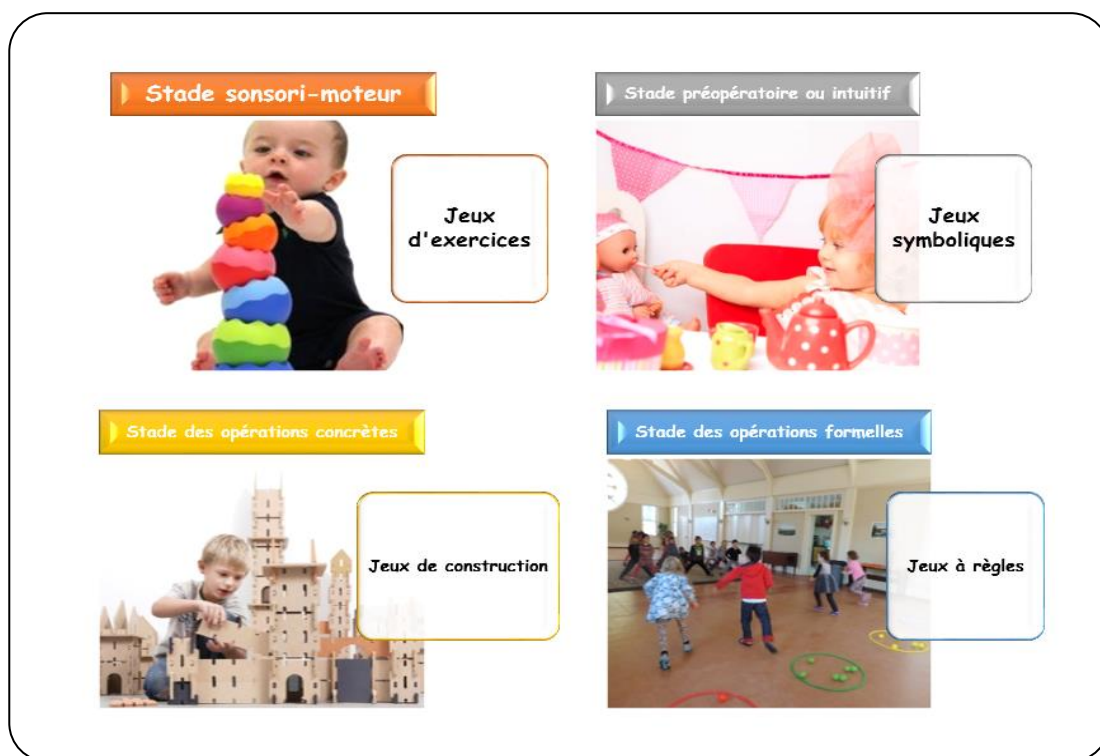 Stade sonsori-moteur
Jeux
d'exercices
Stade préopératoire ou intuitif
Jeux
symboliques
Stade des opérations concrètes
Jeux de construction
Stade des opérations formelles
Jeux à règles